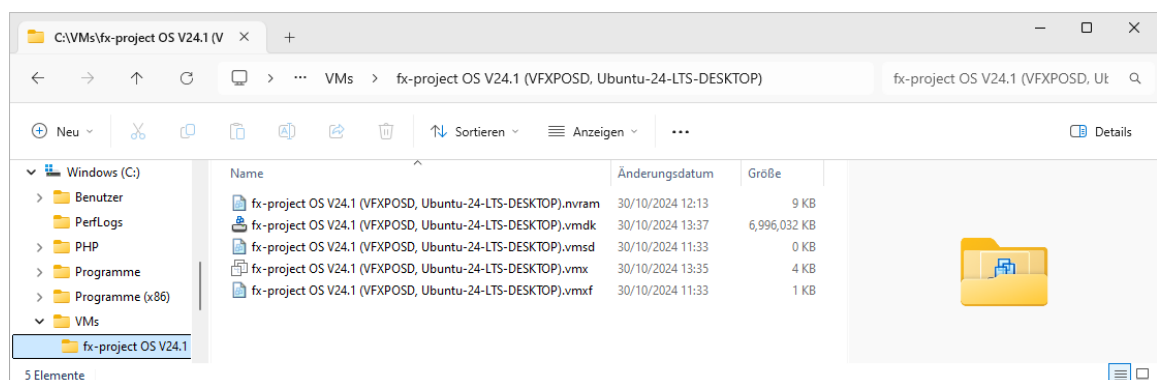 C:\VMs\fx-project OS V24.1 (V
VMs > fx-project OS V24.1 (VFXPOSD, Ubuntu-24-LTS-DESKTOP)
fx-project OS V24.1 (VFXPOSD, Ut
Neu
Sortieren
Anzeigen
Details
Windows (C:)
Benutzer
PerfLogs
PHP
Programme
Programme (x86)
VMs
fx-project OS V24.1
Name Änderungsdatum Größe
fx-project OS V24.1 (VFXPOSD, Ubuntu-24-LTS-DESKTOP).nvram 30/10/2024 12:13 9 KB
fx-project OS V24.1 (VFXPOSD, Ubuntu-24-LTS-DESKTOP).vmdk 30/10/2024 13:37 6,996,032 KB
fx-project OS V24.1 (VFXPOSD, Ubuntu-24-LTS-DESKTOP).vmsd 30/10/2024 11:33 0 KB
fx-project OS V24.1 (VFXPOSD, Ubuntu-24-LTS-DESKTOP).vmx 30/10/2024 13:35 4 KB
fx-project OS V24.1 (VFXPOSD, Ubuntu-24-LTS-DESKTOP).vmxf 30/10/2024 11:33 1 KB
5 Elemente